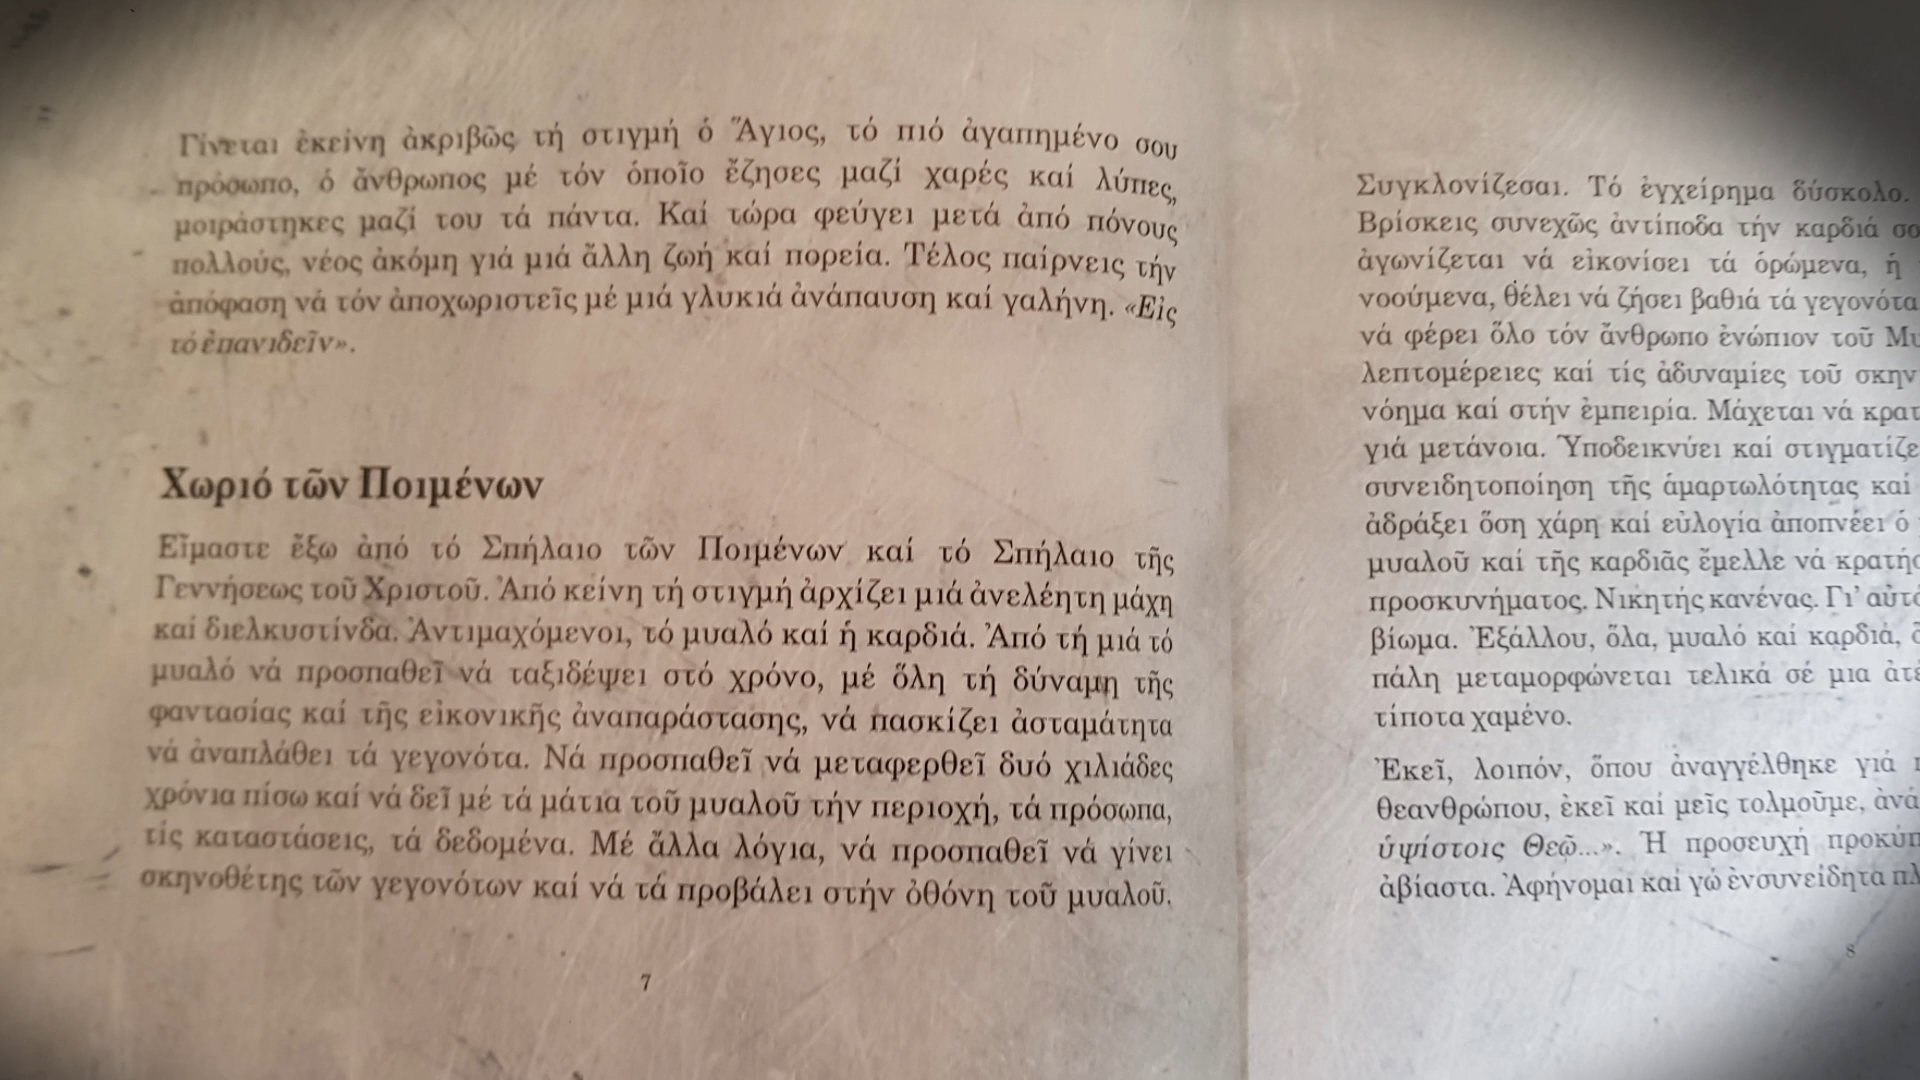 Γίνεται ἐκείνη ἀκριβῶς τή στιγμή ὁ Ἅγιος, τό πιό ἀγαπημένο σου
πρόσωπο, ὁ ἄνθρωπος μέ τόν ὁποῖο ἔζησες μαζί χαρές καί λύπες,
μοιράστηκες μαζί του τά πάντα. Καί τώρα φεύγει μετά ἀπό πόνους
πολλούς, νέος ἀκόμη γιά μιά ἄλλη ζωή καί πορεία. Τέλος παίρνεις τήν
ἀπόφαση νά τόν ἀποχωριστεῖς μέ μιά γλυκιά ἀνάπαυση καί γαλήνη. «Εἰς
τό ἐπανιδεῖν».
Χωριό τῶν Ποιμένων
Εἴμαστε ἔξω ἀπό τό Σπήλαιο τῶν Ποιμένων καί τό Σπήλαιο τῆς
Γεννήσεως τοῦ Χριστοῦ. Ἀπό κείνη τή στιγμή ἀρχίζει μιά ἀνελέητη μάχη
καί διελκυστίνδα. Ἀντιμαχόμενοι, τό μυαλό καί ἡ καρδιά. Ἀπό τή μιά τό
μυαλό νά προσπαθεῖ νά ταξιδέψει στό χρόνο, μέ ὅλη τή δύναμη τῆς
φαντασίας καί τῆς εἰκονικῆς ἀναπαράστασης, νά πασκίζει ἀσταμάτητα
νά ἀναπλάθει τά γεγονότα. Νά προσπαθεῖ νά μεταφερθεῖ δυό χιλιάδες
χρόνια πίσω καί νά δεῖ μέ τά μάτια τοῦ μυαλοῦ τήν περιοχή, τά πρόσωπα,
τίς καταστάσεις, τά δεδομένα. Μέ ἄλλα λόγια, νά προσπαθεῖ νά γίνει
σκηνοθέτης τῶν γεγονότων καί νά τά προβάλει στήν ὀθόνη τοῦ μυαλοῦ.
7
Συγκλονίζεσαι. Τό ἐγχείρημα δύσκολο.
Βρίσκεις συνεχῶς ἀντίποδα τήν καρδιά σο
ἀγωνίζεται νά εἰκονίσει τά ὁρώμενα, ἡ
νοούμενα, θέλει νά ζήσει βαθιά τά γεγονότα
νά φέρει ὅλο τόν ἄνθρωπο ἐνώπιον τοῦ Μυ
λεπτομέρειες καί τίς ἀδυναμίες τοῦ σκην
νόημα καί στήν ἐμπειρία. Μάχεται νά κρατ
γιά μετάνοια. Ὑποδεικνύει καί στιγματίζε
συνειδητοποίηση τῆς ἁμαρτωλότητας καί
ἀδράξει ὅση χάρη καί εὐλογία ἀποπνέει ὁ
μυαλοῦ καί τῆς καρδιᾶς ἔμελλε νά κρατήσ
προσκυνήματος. Νικητής κανένας. Γι’ αὐτό
βίωμα. Ἐξάλλου, ὅλα, μυαλό καί καρδιά,
πάλη μεταμορφώνεται τελικά σέ μια ἀτέ
τίποτα χαμένο.
Ἐκεῖ, λοιπόν, ὅπου ἀναγγέλθηκε γιά
θεανθρώπου, ἐκεῖ καί μεῖς τολμοῦμε, ἀνά
ὑψίστοις Θεῷ...». Ἡ προσευχή προκύπ
ἀβίαστα. Ἀφήνομαι καί γώ ἐνσυνείδητα πλ
8